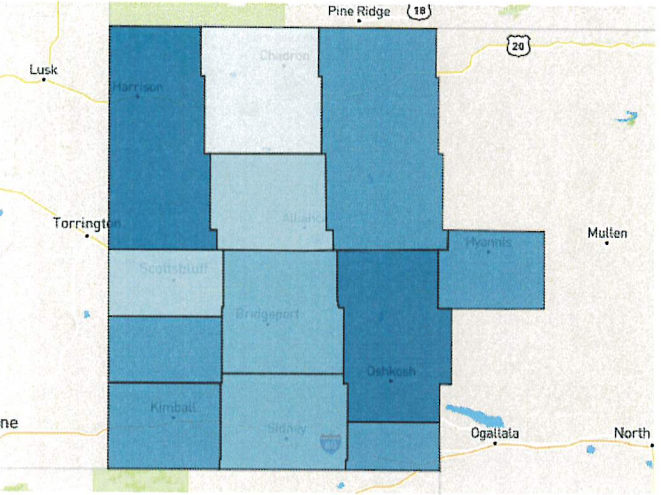 Pine Ridge
18
20
Chadron
Lusk
Harrison
Torrington
Alliance
Hyannis
Mullen
Scottsbluff
Bridgeport
Oshkosh
Kimball
Sidney
80
ne
Ogallala
North